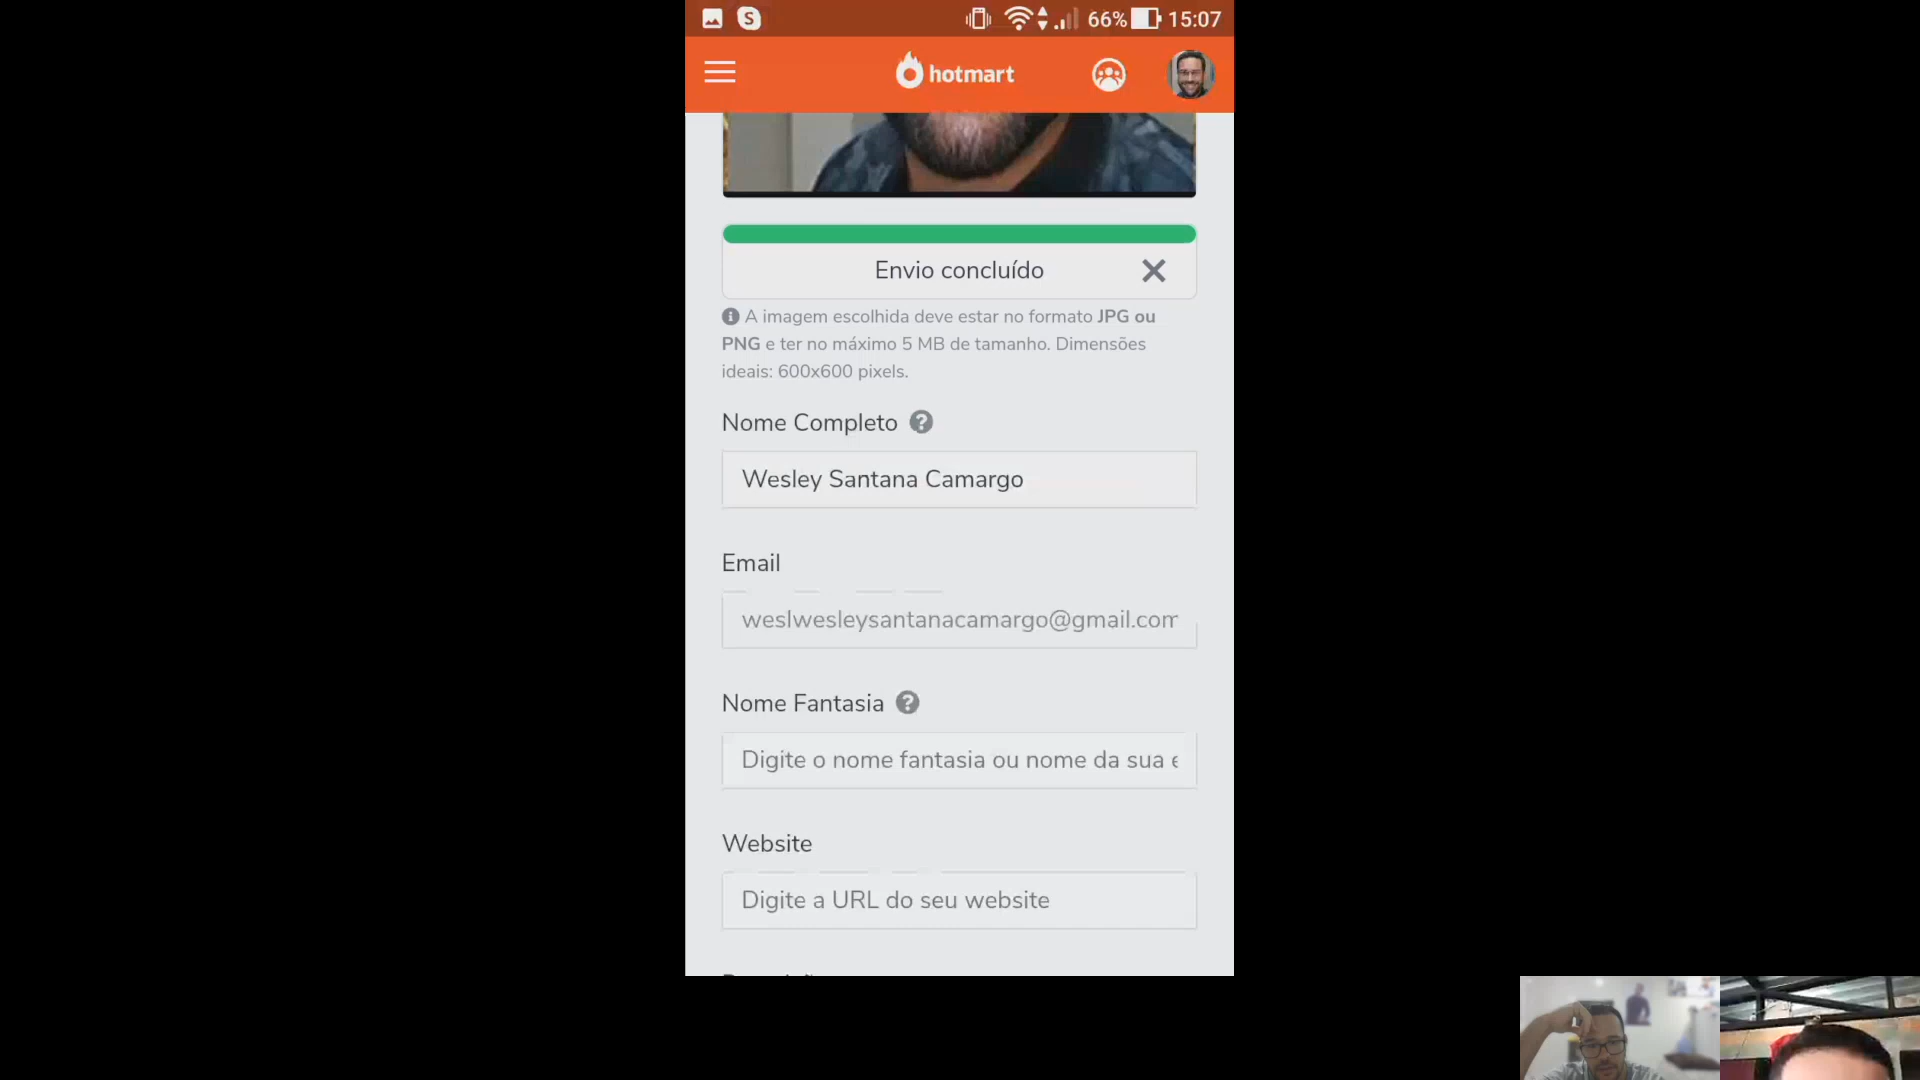 S
66%
15:07
hotmart
Envio concluído
A imagem escolhida deve estar no formato JPG ou
PNG e ter no máximo 5 MB de tamanho. Dimensões
ideais: 600x600 pixels.
Nome Completo ?
Wesley Santana Camargo
Email
weslwesleysantanacamargo@gmail.com
Nome Fantasia ?
Digite o nome fantasia ou nome da sua
Website
Digite a URL do seu website